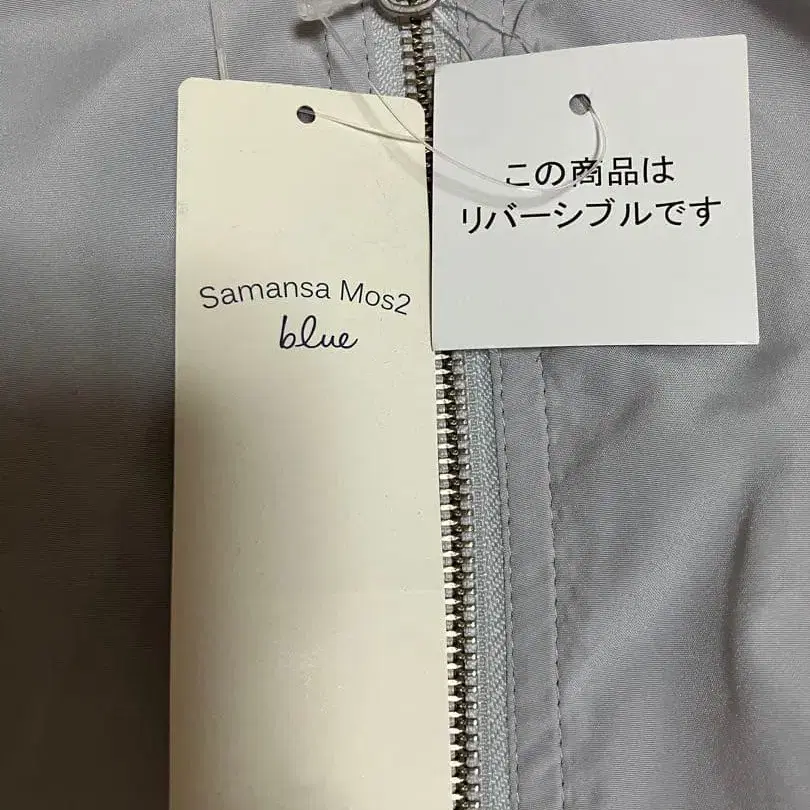 Samansa Mos2
blue
この商品は
リバーシブルです